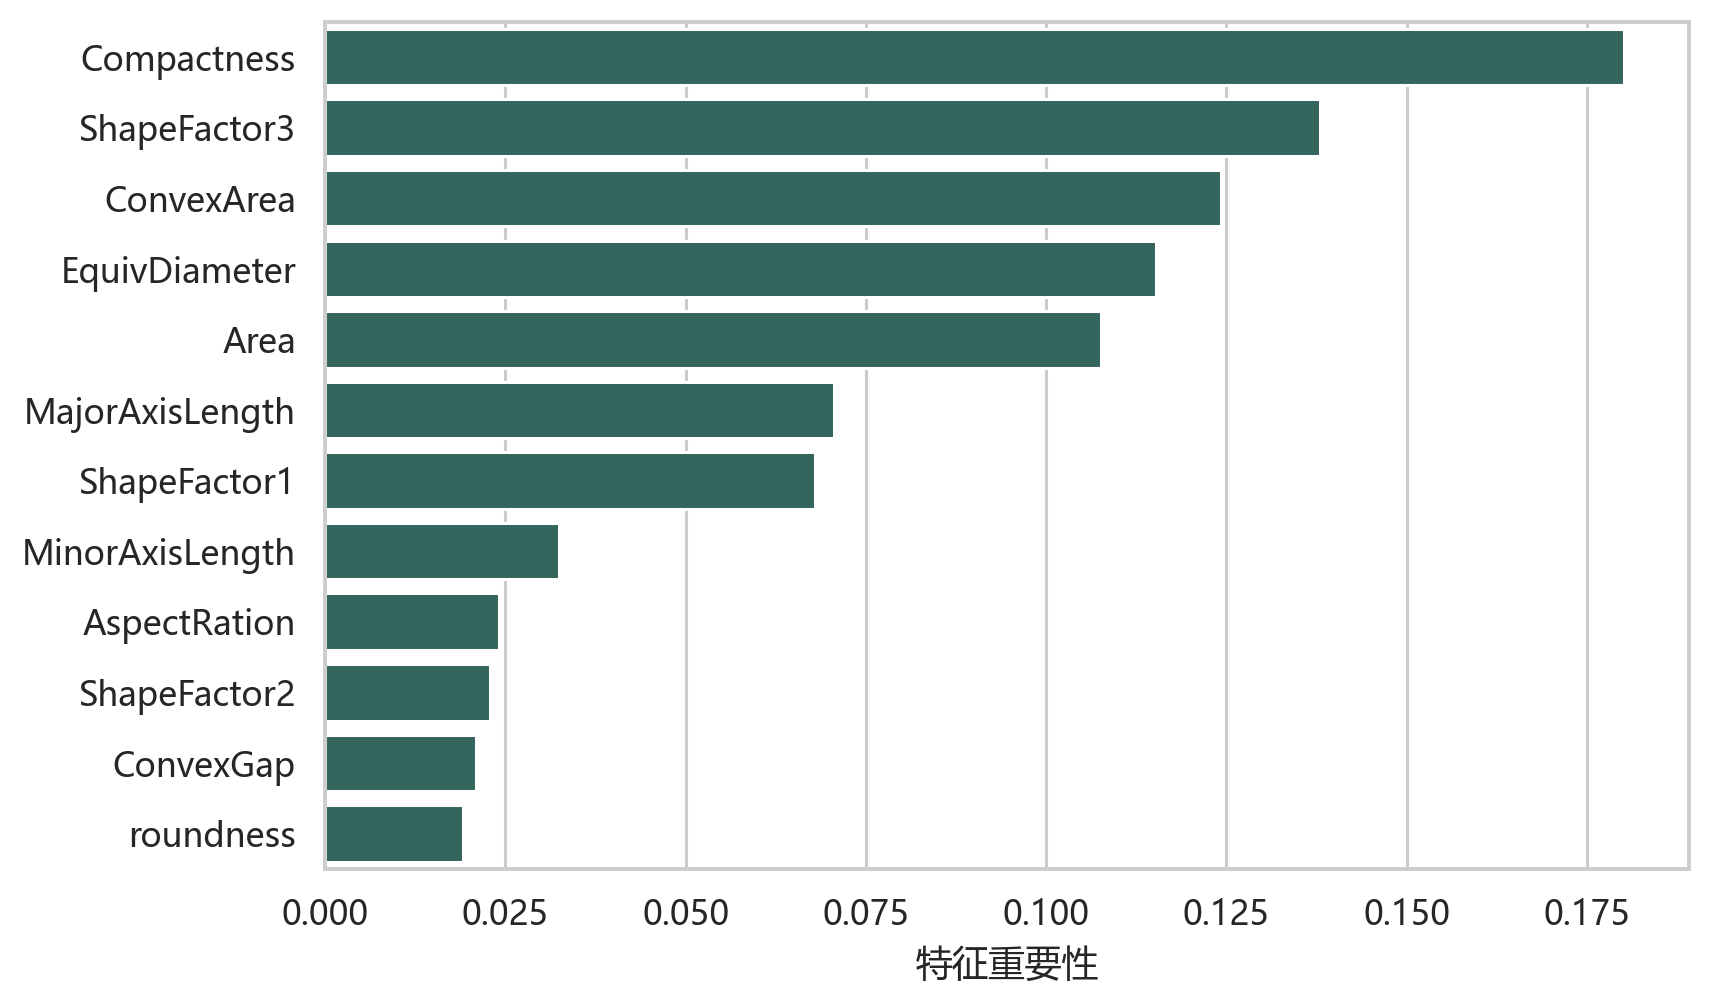 Compactness
ShapeFactor3
ConvexArea
EquivDiameter
Area
MajorAxisLength
ShapeFactor1
MinorAxisLength
AspectRation
ShapeFactor2
ConvexGap
roundness
0.000 0.025 0.050 0.075 0.100 0.125 0.150 0.175
特征重要性